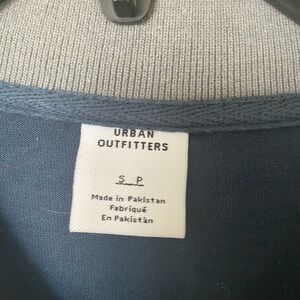 URBAN
OUTFITTERS
S P
Made in Pakistan
Fabriqué
En Pakistàn